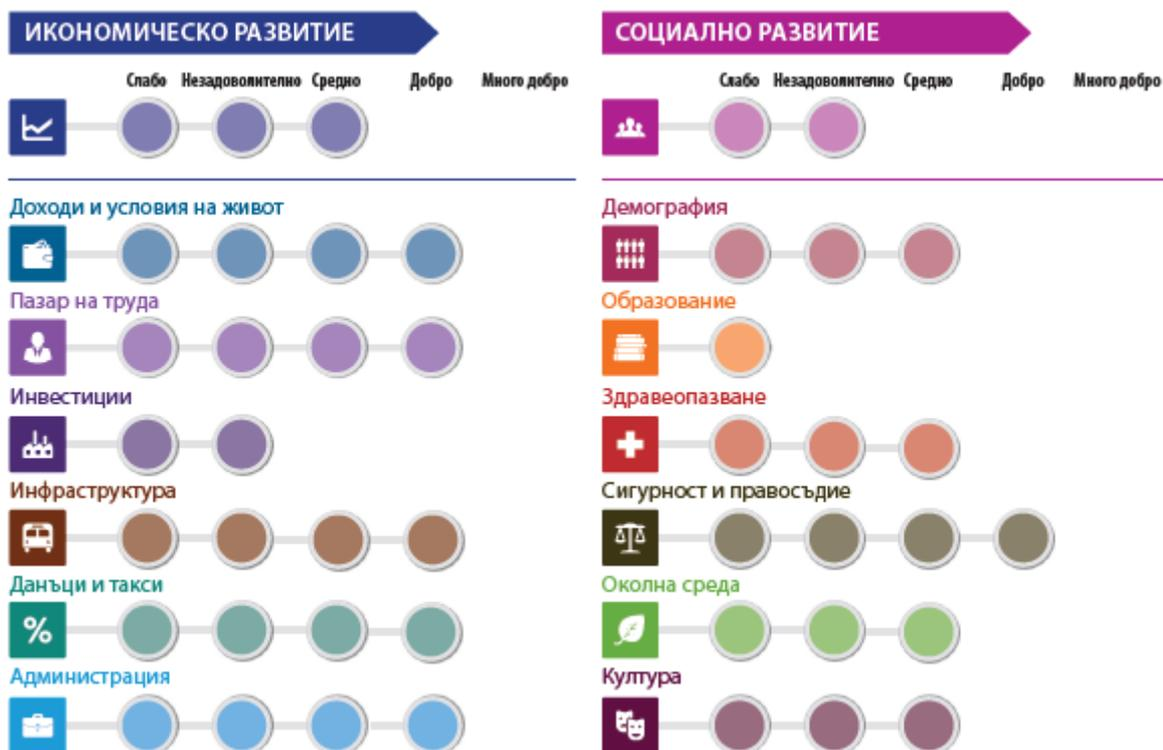 ИКОНОМИЧЕСКО РАЗВИТИЕ
Слабо Незадоволително Средно Добро Много добро
Доходи и условия на живот
Пазар на труда
Инвестиции
Инфраструктура
Данъци и такси
%
Администрация
СОЦИАЛНО РАЗВИТИЕ
Слабо Незадоволително Средно Добро Много добро
Демография
Образование
Здравеопазване
Сигурност и правосъдие
Околна среда
Култура